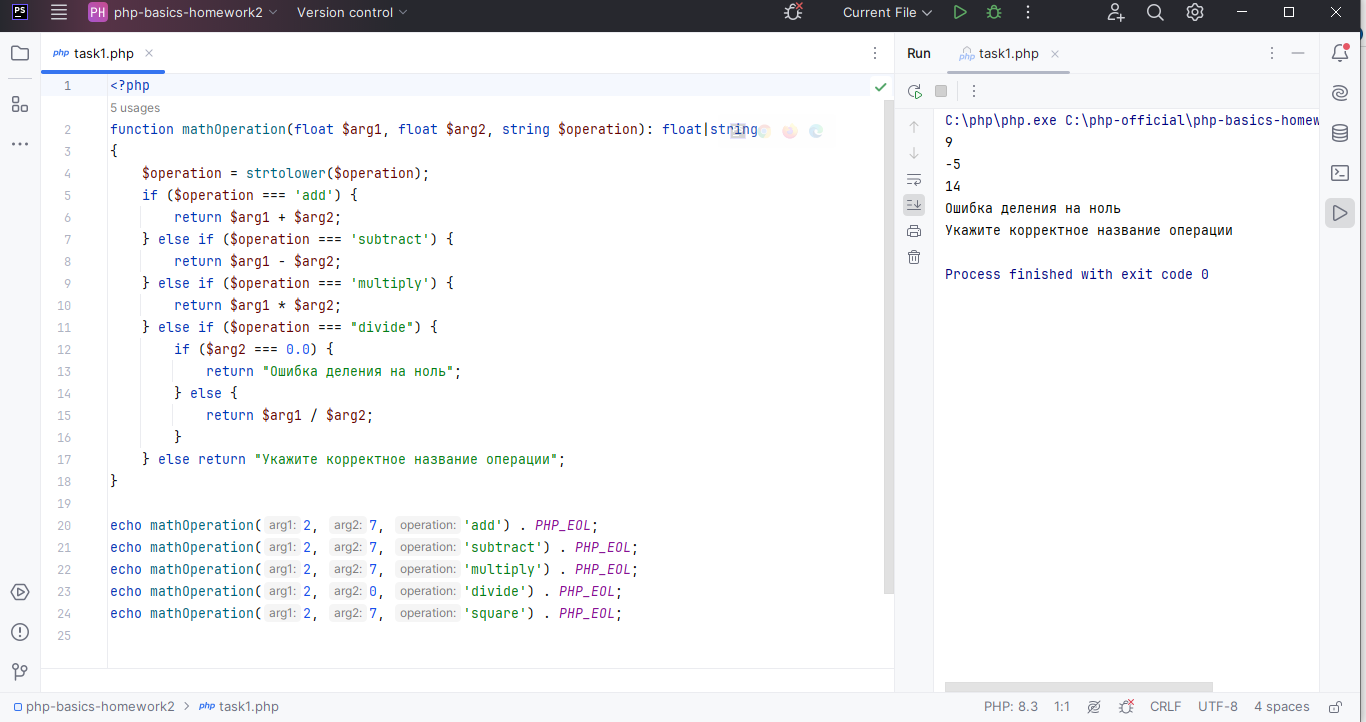 PS
PH php-basics-homework2 Version control Current File
php task1.php
Run php task1.php
1 <?php
5 usages
2 function mathOperation(float $arg1, float $arg2, string $operation): float|string
3 {
4 $operation = strtolower($operation);
5 if ($operation === 'add') {
6 return $arg1 + $arg2;
7 } else if ($operation === 'subtract') {
8 return $arg1 - $arg2;
9 } else if ($operation === 'multiply') {
10 return $arg1 * $arg2;
11 } else if ($operation === "divide") {
12 if ($arg2 === 0.0) {
13 return "Ошибка деления на ноль";
14 } else {
15 return $arg1 / $arg2;
16 }
17 } else return "Укажите корректное название операции";
18 }
19
20 echo mathOperation( arg1: 2, arg2: 7, operation: 'add') . PHP_EOL;
21 echo mathOperation( arg1: 2, arg2: 7, operation: 'subtract') . PHP_EOL;
22 echo mathOperation( arg1: 2, arg2: 7, operation: 'multiply') . PHP_EOL;
23 echo mathOperation( arg1: 2, arg2: 0, operation: 'divide') . PHP_EOL;
24 echo mathOperation( arg1: 2, arg2: 7, operation: 'square') . PHP_EOL;
25
C:\php\php.exe C:\php-official\php-basics-homew
9
-5
14
Ошибка деления на ноль
Укажите корректное название операции
Process finished with exit code 0
php-basics-homework2 > php task1.php
PHP: 8.3 1:1 CRLF UTF-8 4 spaces